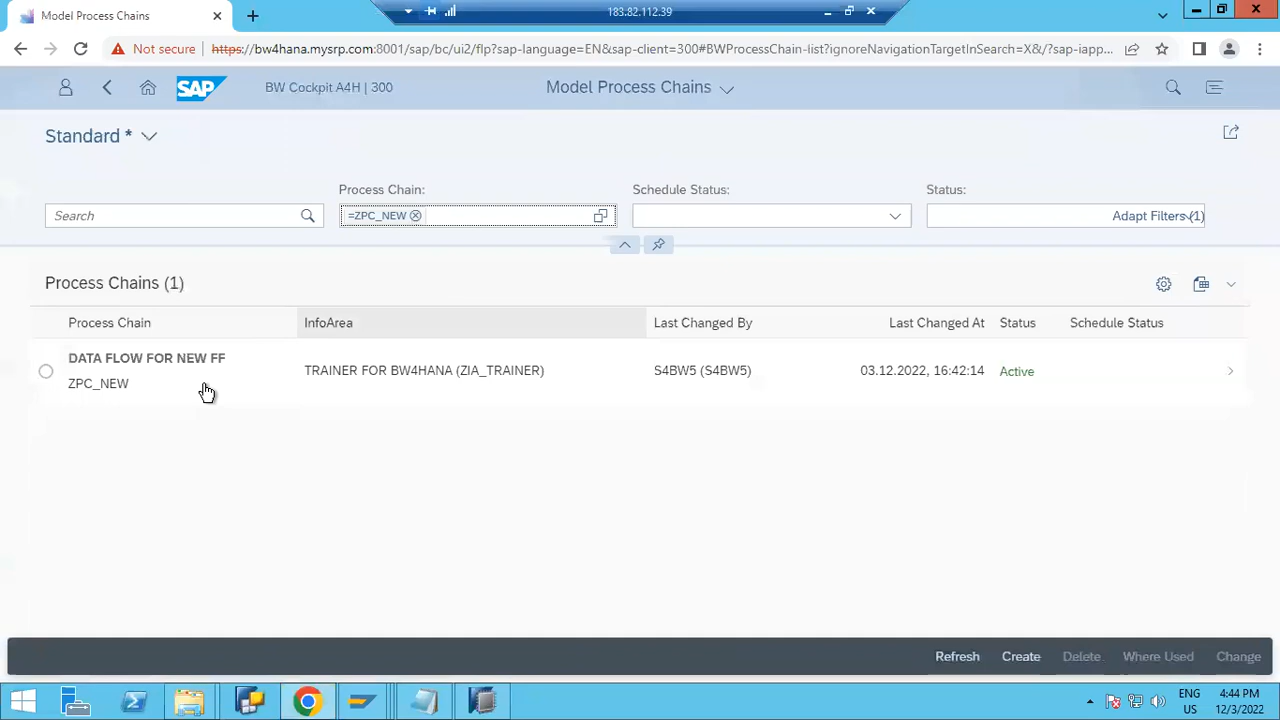 Model Process Chains
183.82.112.39
Not secure
https://bw4hana.mysrp.com:8001/sap/bc/ui2/flp?sap-language=EN&sap-client=300#BWProcessChain-list?ignoreNavigationTargetInSearch=X&/?sap-iapp...
SAP
BW Cockpit A4H | 300
Model Process Chains
Standard *
Process Chain:
Schedule Status:
Status:
Search
=ZPC_NEW
Adapt Filters (1)
Process Chains (1)
Process Chain
InfoArea
Last Changed By
Last Changed At
Status
Schedule Status
DATA FLOW FOR NEW FF
ZPC_NEW
TRAINER FOR BW4HANA (ZIA_TRAINER)
S4BW5 (S4BW5)
03.12.2022, 16:42:14
Active
Refresh
Create
Delete
Where Used
Change
ENG
US
4:44 PM
12/3/2022